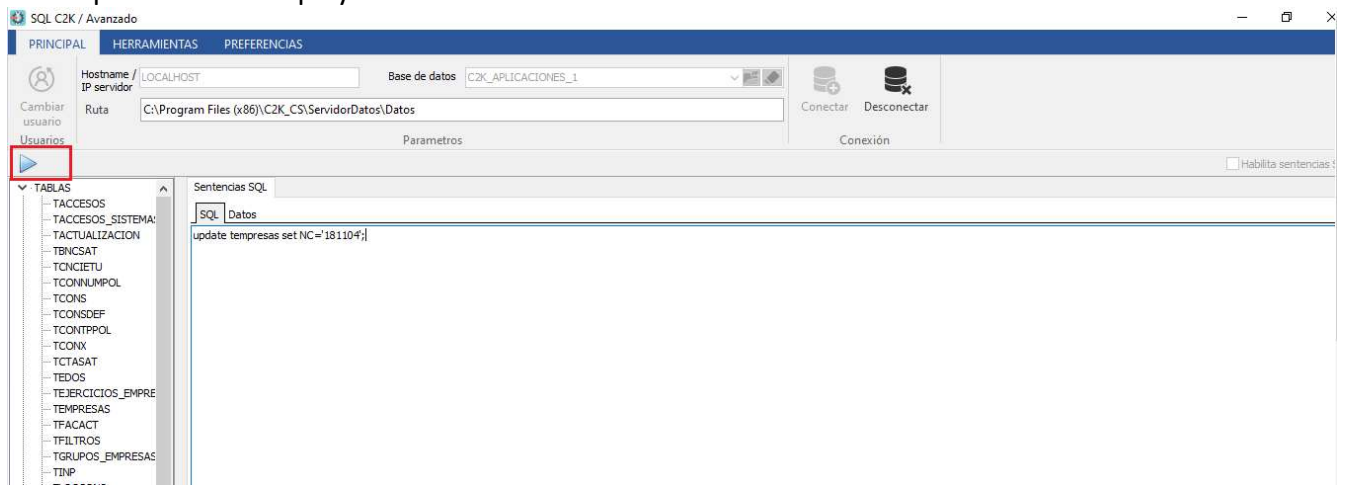 SQL C2K / Avanzado
PRINCIPAL HERRAMIENTAS PREFERENCIAS
Hostname / IP servidor LOCALHOST Base de datos C2K_APLICACIONES_1
Cambiar usuario Ruta C:\Program Files (x86)\C2K_CS\ServidorDatos\Datos Conectar Desconectar
Usuarios Parametros Conexión
Habilita sentencias
TABLAS Sentencias SQL
TACCESOS
TACCESOS_SISTEMA
SQL Datos
TACTUALIZACION
update tempresas set NC='181104';
TBNCSAT
TCNCIETU
TCONNUMPOL
TCONS
TCONSDEF
TCONTPPOL
TCONX
TCTASAT
TEDOS
TEJERCICIOS_EMPRE
TEMPRESAS
TFACACT
TFILTROS
TGRUPOS_EMPRESAS
TINP